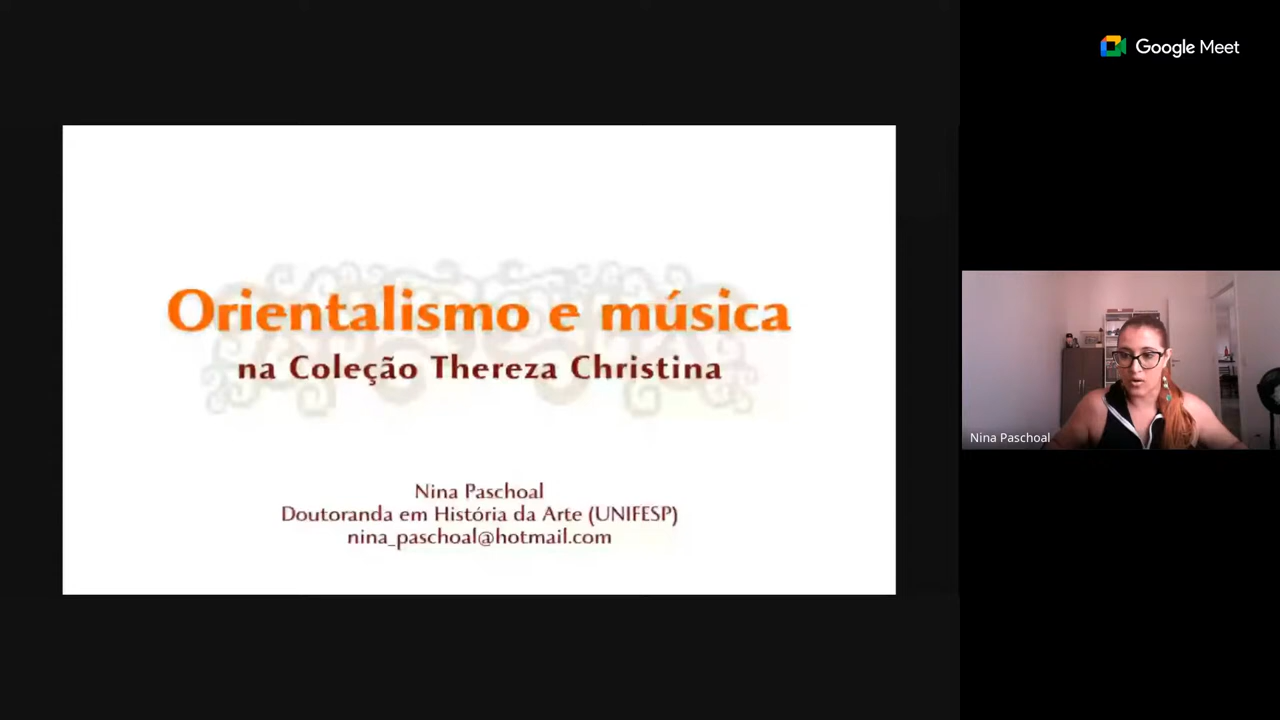 Google Meet
Orientalismo e música
na Coleção Thereza Christina
Nina Paschoal
Nina Paschoal
Doutoranda em História da Arte (UNIFESP)
nina_paschoal@hotmail.com